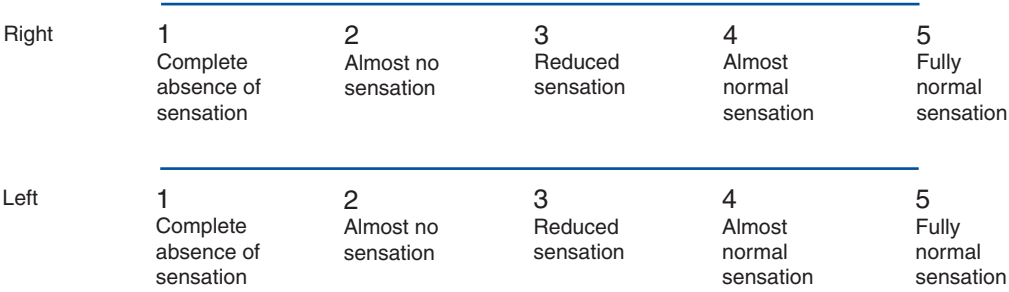 Right 1 2 3 4 5
Complete Almost no Reduced Almost Fully
absence of sensation sensation normal normal
sensation sensation sensation
Left 1 2 3 4 5
Complete Almost no Reduced Almost Fully
absence of sensation sensation normal normal
sensation sensation sensation